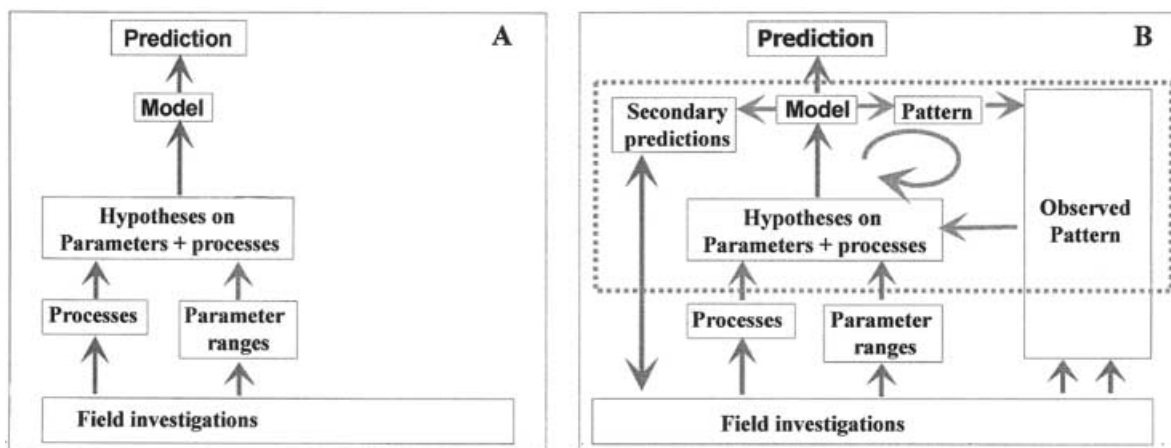 A
Prediction
Model
Hypotheses on
Parameters + processes
Processes
Parameter
ranges
Field investigations
B
Prediction
Secondary
predictions
Model
Pattern
Hypotheses on
Parameters + processes
Observed
Pattern
Processes
Parameter
ranges
Field investigations